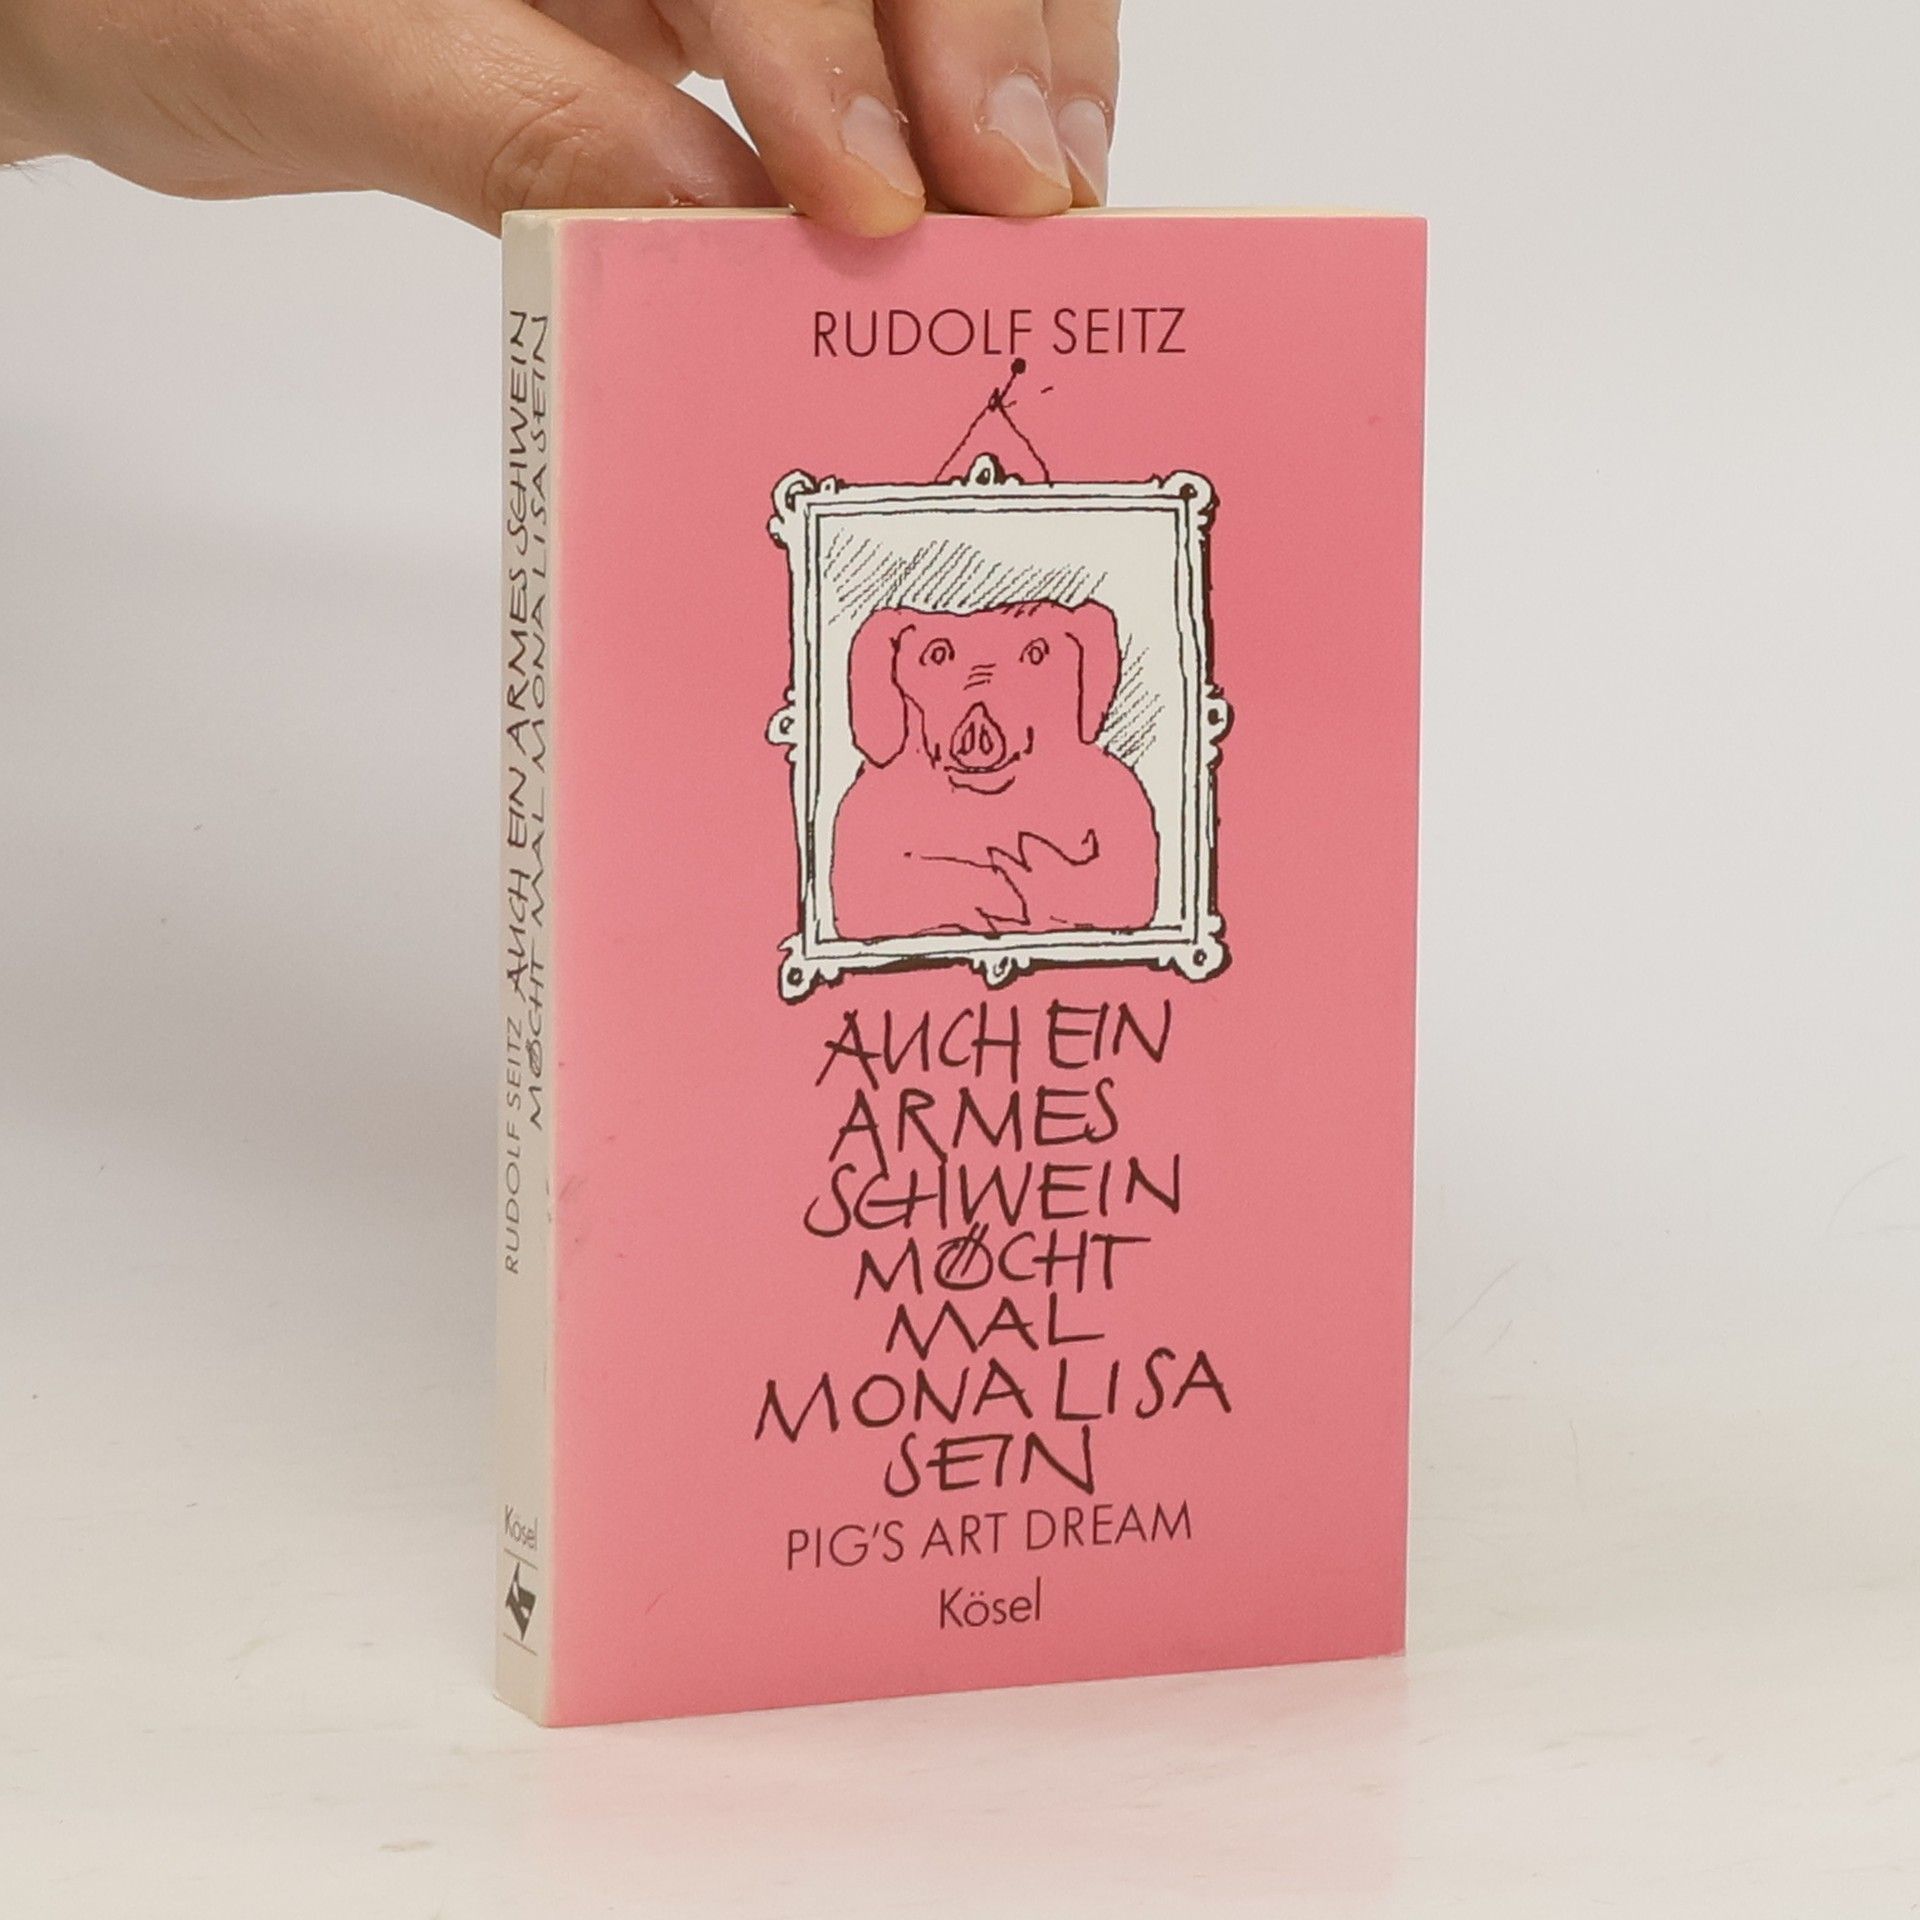 RUDOLF SEITZ
AUCH EIN
ARMES
SCHWEIN
MÖCHT
MAL
MONA LISA
SEIN
PIG'S ART DREAM
Kösel
RUDOLF SEITZ AUCH EIN ARMES SCHWEIN
MÖCHT MAL MONA LISA SEIN
Kösel